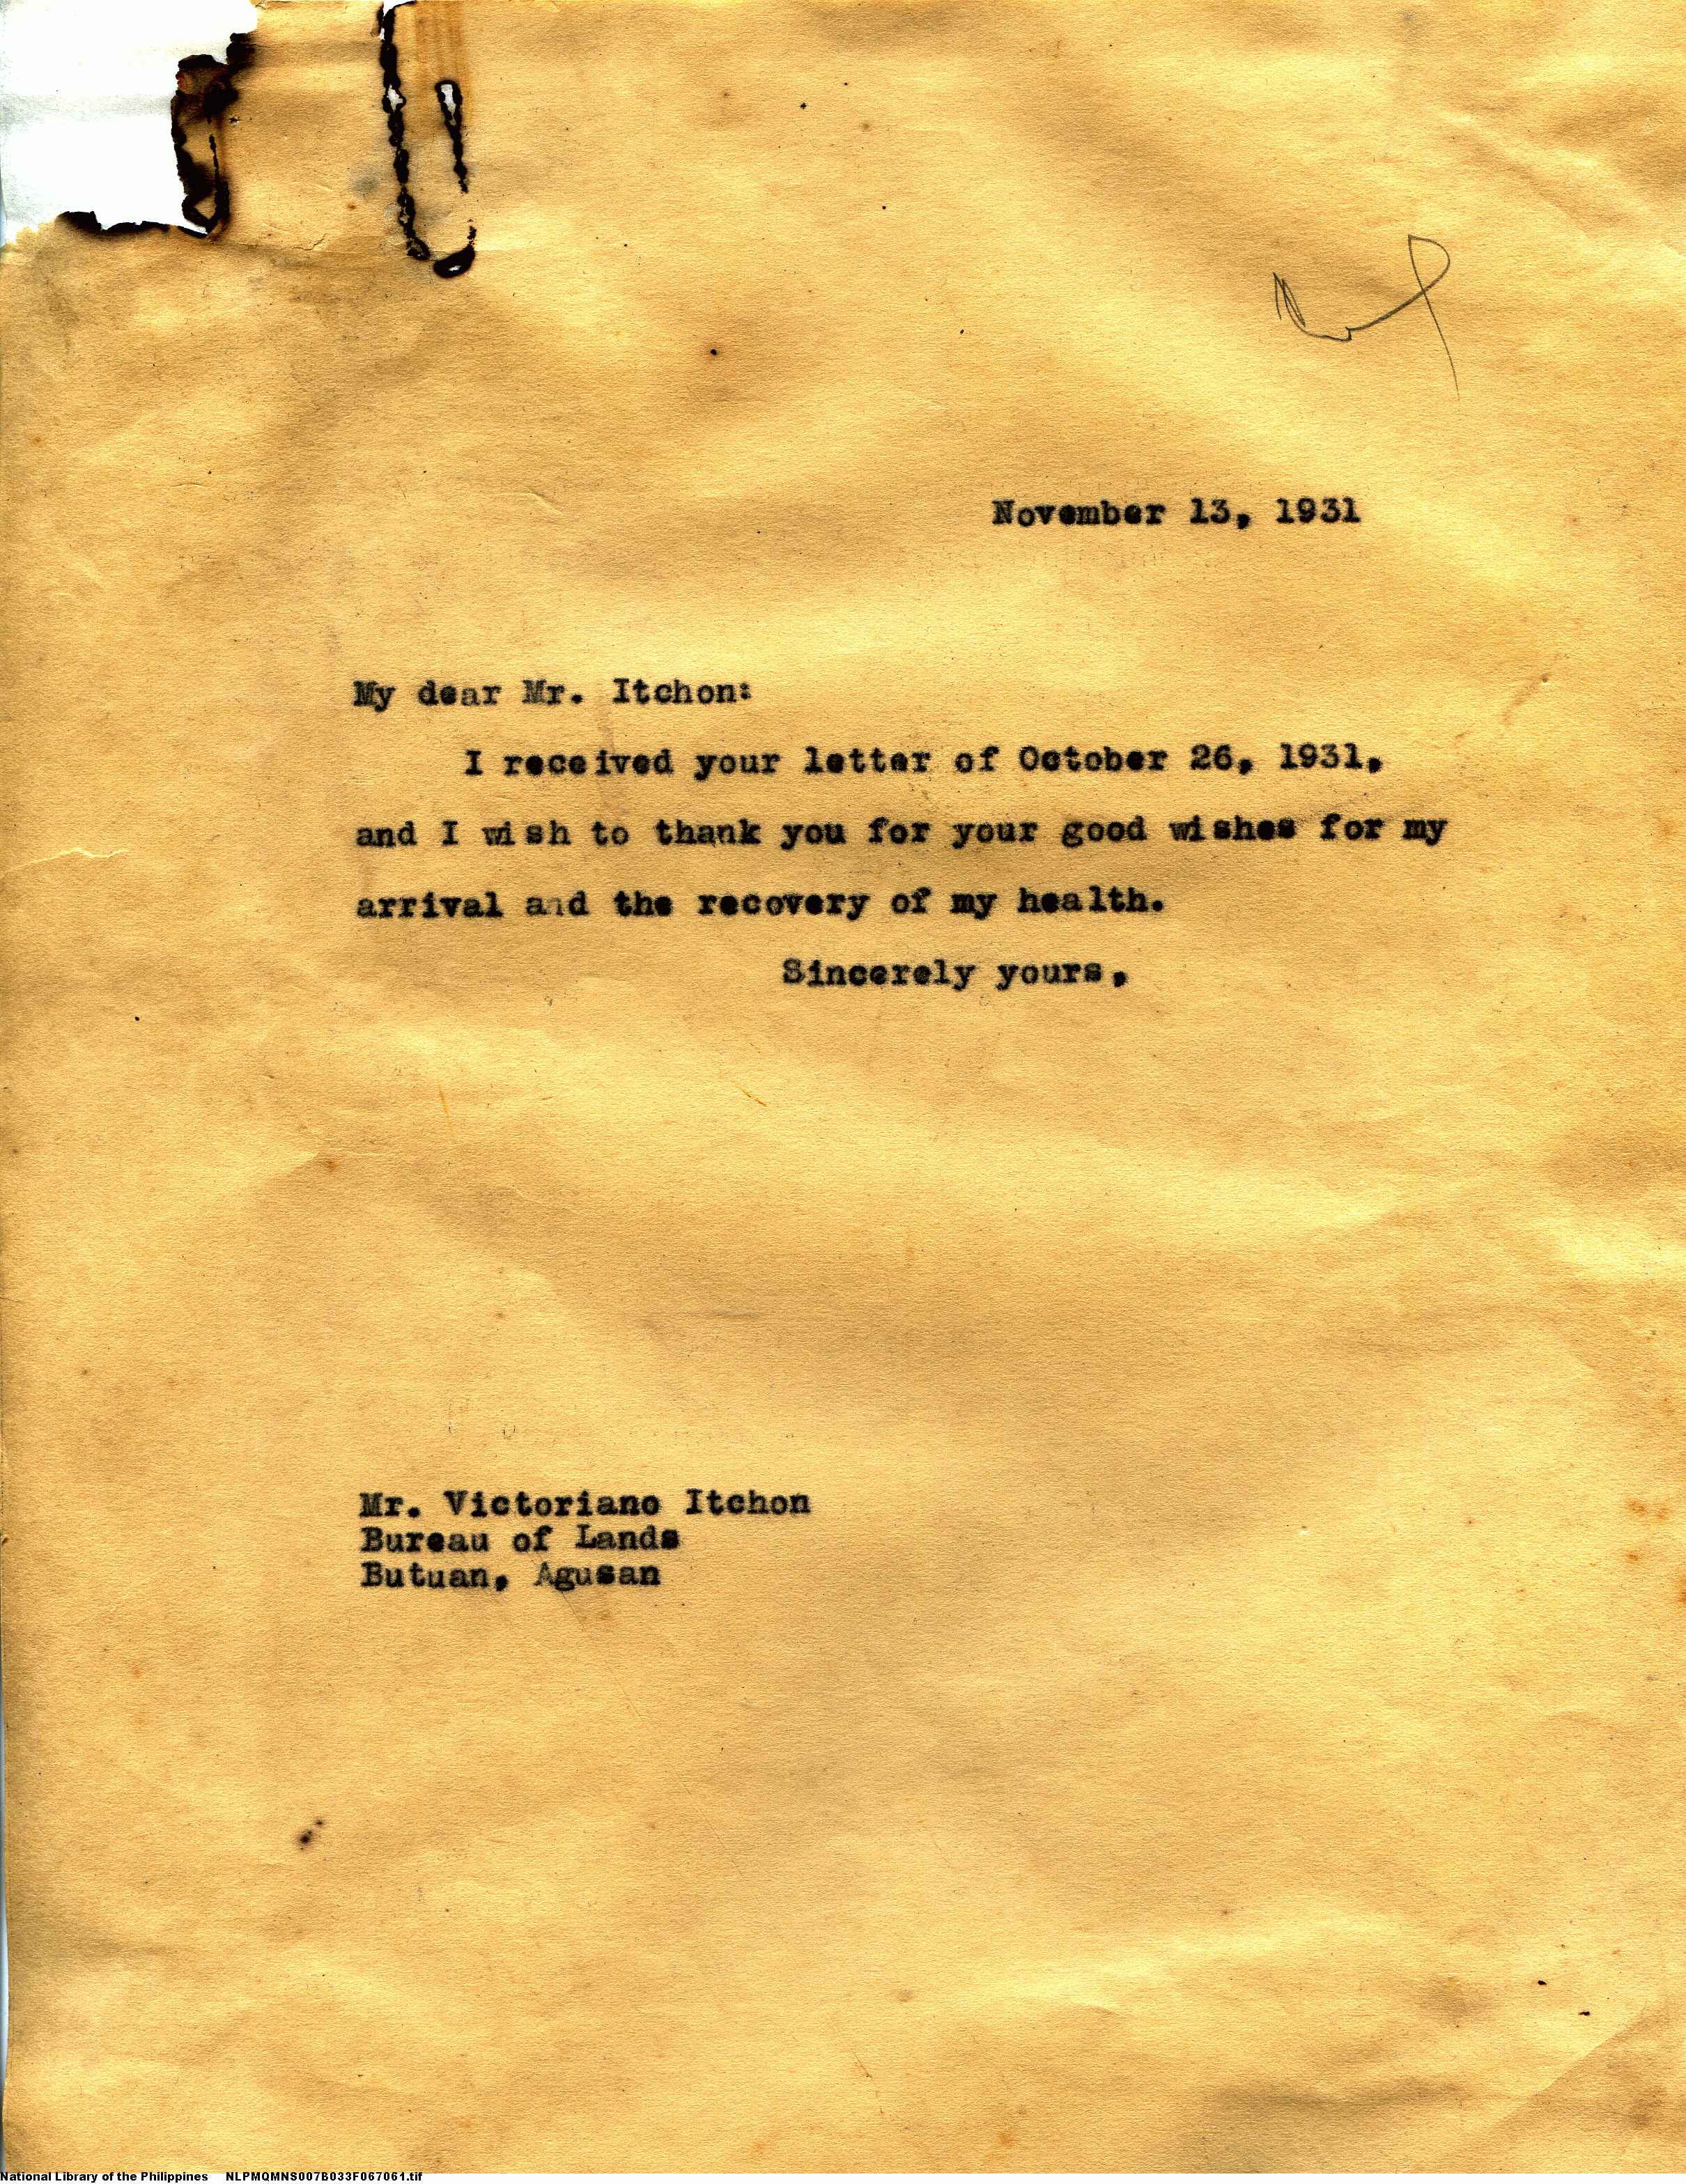 November 13, 1931
My dear Mr. Itchon:
I received your letter of October 26, 1931,
and I wish to thank you for your good wishes for my
arrival and the recovery of my health.
Sincerely yours,
Mr. Victoriano Itchon
Bureau of Lands
Butuan, Agusan
National Library of the Philippines NLPMQMNS007B033F067061.tif